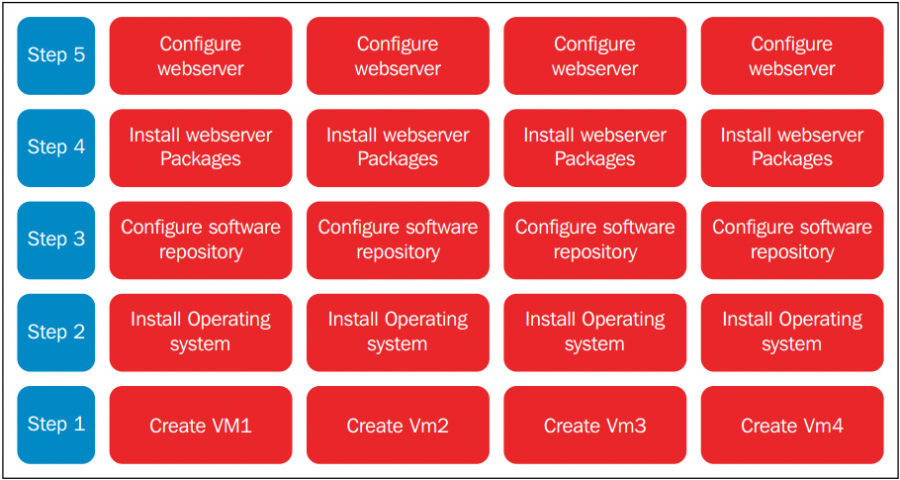 Step 5
Configure
webserver
Configure
webserver
Configure
webserver
Configure
webserver
Step 4
Install webserver
Packages
Install webserver
Packages
Install webserver
Packages
Install webserver
Packages
Step 3
Configure software
repository
Configure software
repository
Configure software
repository
Configure software
repository
Step 2
Install Operating
system
Install Operating
system
Install Operating
system
Install Operating
system
Step 1
Create VM1
Create Vm2
Create Vm3
Create Vm4